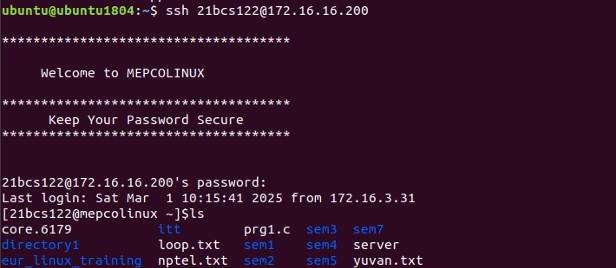 ubuntu@ubuntu1804:~$ ssh 21bcs122@172.16.16.200
*************************************
Welcome to MEPCOLINUX
*************************************
Keep Your Password Secure
*************************************
21bcs122@172.16.16.200's password:
Last login: Sat Mar  1 10:15:41 2025 from 172.16.3.31
[21bcs122@mepcolinux ~]$ls
core.6179 itt prg1.c sem3 sem7
directory1 loop.txt sem1 sem4 server
eur_linux_training nptel.txt sem2 sem5 yuvan.txt